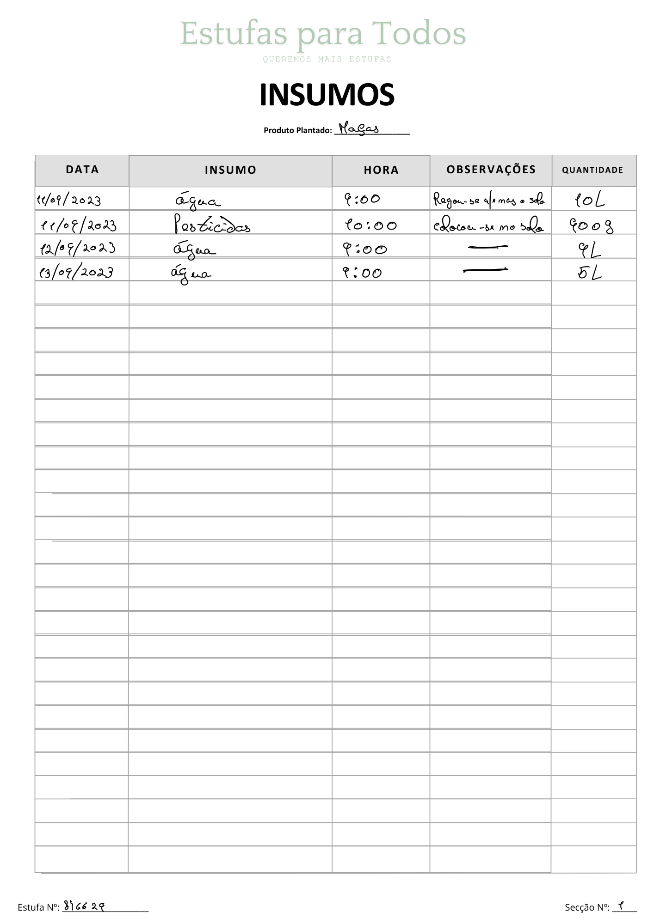 Estufas para Todos
QUEREMOS MAIS ESTUFAS
INSUMOS
Produto Plantado: Maças
DATA INSUMO HORA OBSERVAÇÕES QUANTIDADE
11/09/2023 água 9:00 Regou-se apenas o solo 10L
11/09/2023 Pesticidas 10:00 colocou-se no solo 900g
12/09/2023 água 9:00 — 9L
13/09/2023 água 9:00 — 5L
Estufa Nº: 816629 Secção Nº: 1